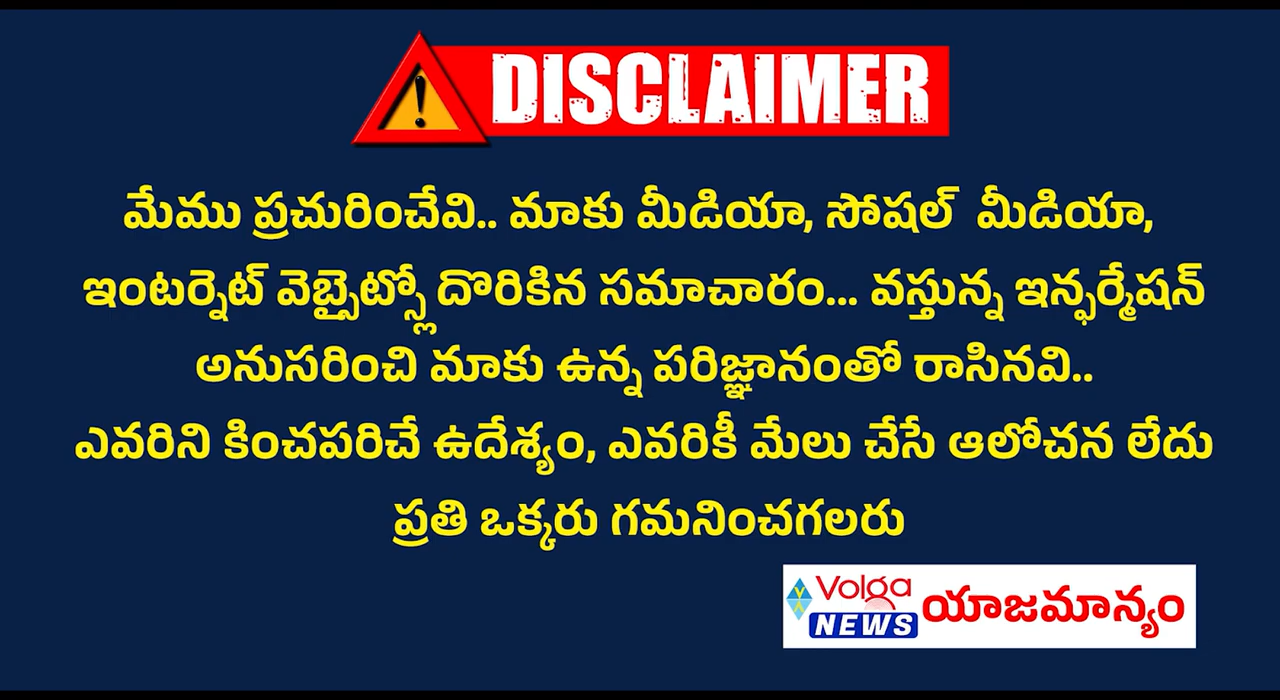 DISCLAIMER
మేము ప్రచురించేవి.. మాకు మీడియా, సోషల్ మీడియా,
ఇంటర్నెట్ వెబ్సైట్స్లో దొరికిన సమాచారం... వస్తున్న ఇన్ఫర్మేషన్
అనుసరించి మాకు ఉన్న పరిజ్ఞానంతో రాసినవి..
ఎవరిని కించపరిచే ఉదేశ్యం, ఎవరికీ మేలు చేసే ఆలోచన లేదు
ప్రతి ఒక్కరు గమనించగలరు
Volga NEWS యాజమాన్యం